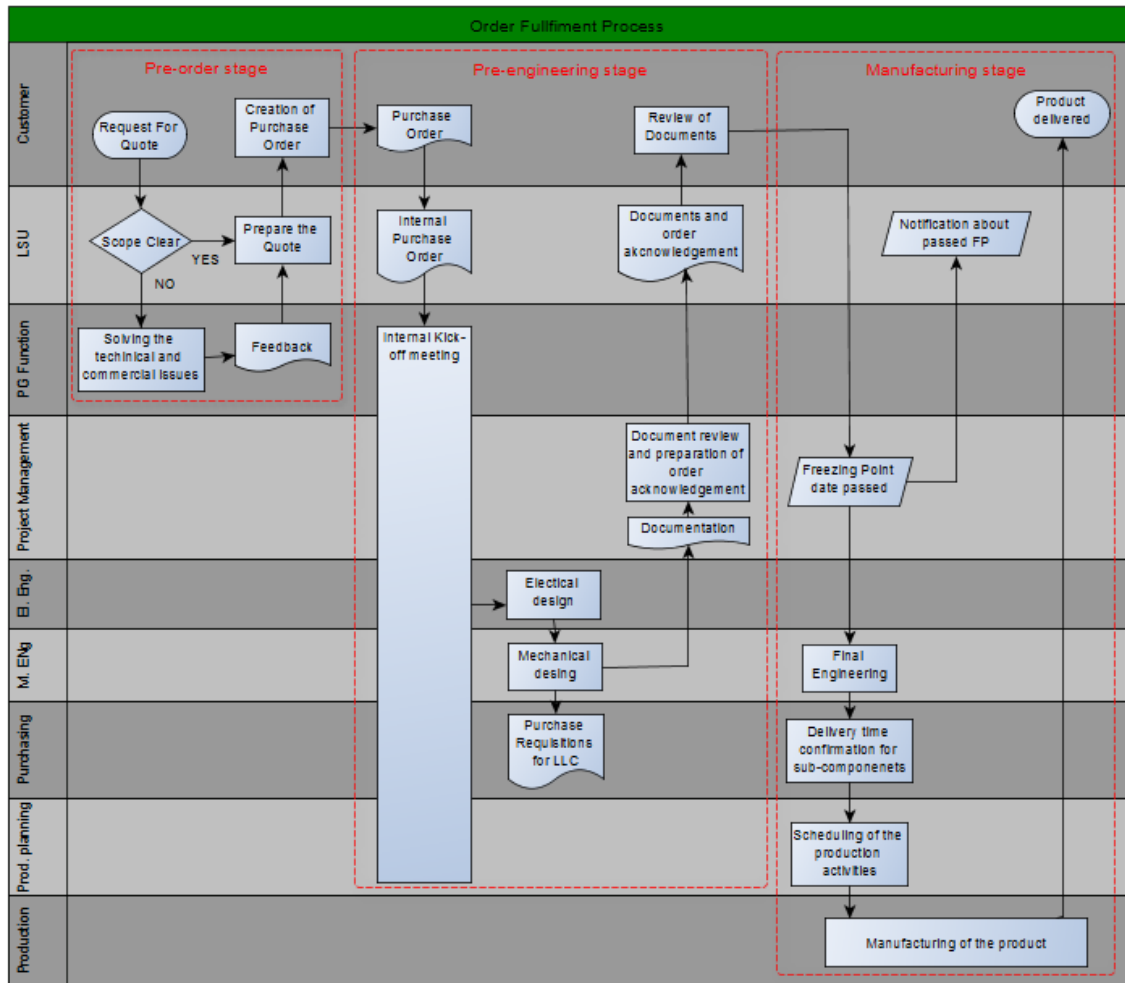 Order Fullfiment Process
Pre-order stage
Pre-engineering stage
Manufacturing stage
Customer
Request For
Quote
Creation of
Purchase
Order
Purchase
Order
Review of
Documents
Product
delivered
LSU
Scope Clear
YES
NO
Prepare the
Quote
Internal
Purchase
Order
Documents and
order
akcnowledgement
Notification about
passed FP
PG Function
Solving the
techinical and
commercial issues
Feedback
Internal Kick-
off meeting
Project Management
Document review
and preparation of
order
acknowledgement
Documentation
Freezing Point
date passed
El. Eng.
Electical
design
M. ENg
Mechanical
desing
Final
Engineering
Purchasing
Purchase
Requisitions
for LLC
Delivery time
confirmation for
sub-componenets
Prod. planning
Scheduling of the
production
activities
Production
Manufacturing of the product